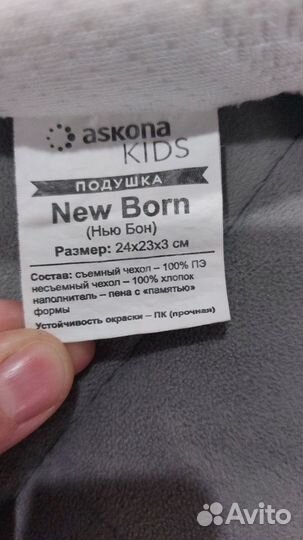 askona
KIDS
ПОДУШКА
New Born
(Нью Бон)
Размер: 24х23х3 см
Состав: съемный чехол – 100% ПЭ
несъемный чехол – 100% хлопок
наполнитель – пена с «памятью»
формы
Устойчивость окраски – ПК (прочная)
Avito